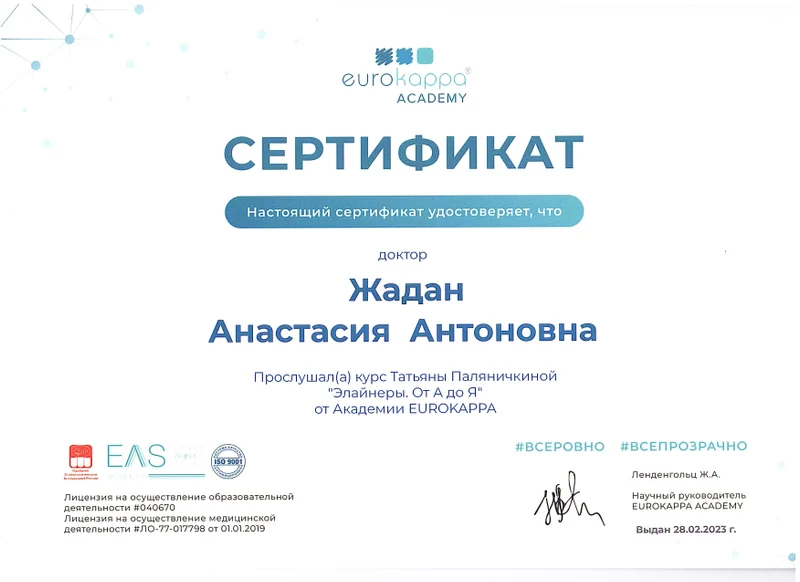 eurokappa®
ACADEMY
СЕРТИФИКАТ
Настоящий сертификат удостоверяет, что
доктор
Жадан
Анастасия Антоновна
Прослушал(а) курс Татьяны Паляничкиной
"Элайнеры. От А до Я"
от Академии EUROKAPPA
#ВСЕРОВНО #ВСЕПРОЗРАЧНО
EAS
ISO 9001
Ленденгольц Ж.А.
Научный руководитель
EUROKAPPA ACADEMY
Выдан 28.02.2023 г.
Лицензия на осуществление образовательной
деятельности #040670
Лицензия на осуществление медицинской
деятельности #ЛО-77-017798 от 01.01.2019